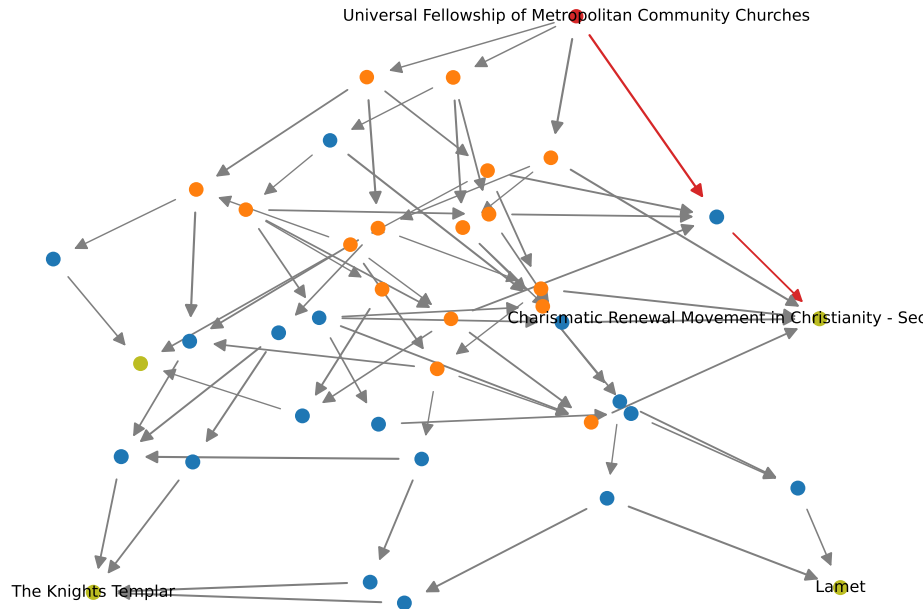 Universal Fellowship of Metropolitan Community Churches
Charismatic Renewal Movement in Christianity - Sec
The Knights Templar
Lamet